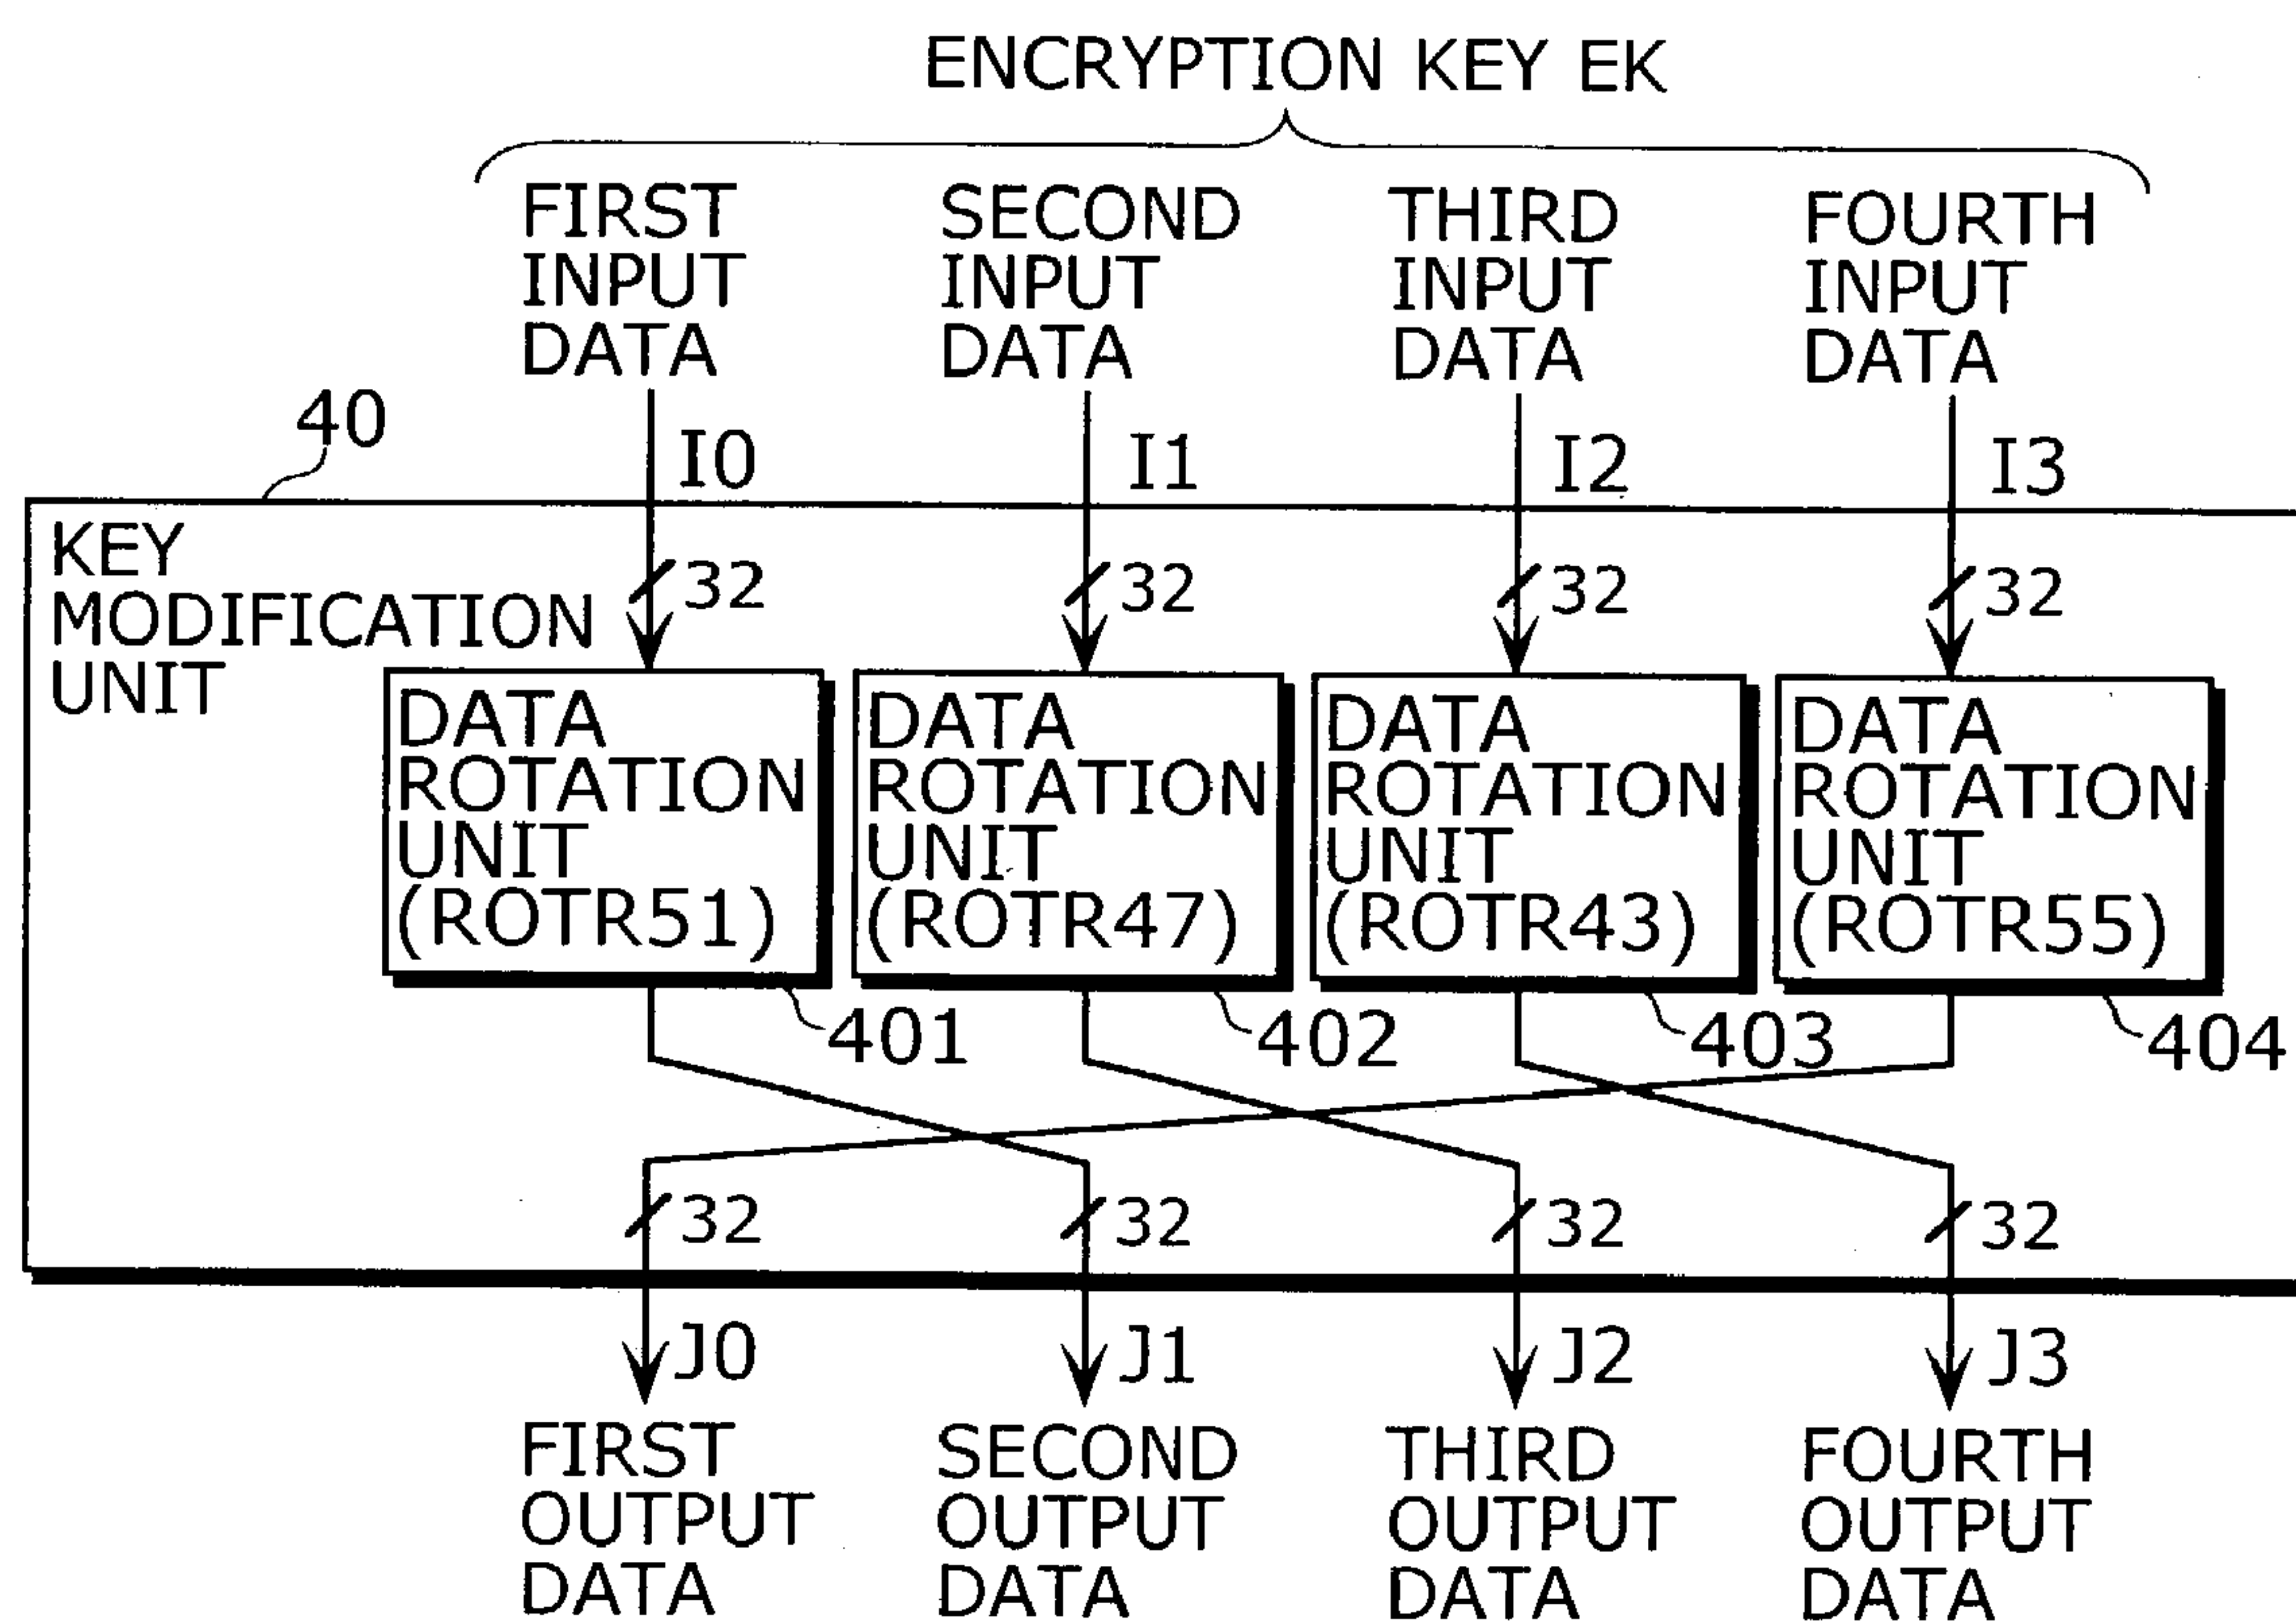 ENCRYPTION KEY EK
FIRST
INPUT
DATA
SECOND
INPUT
DATA
THIRD
INPUT
DATA
FOURTH
INPUT
DATA
40
I0
I1
I2
I3
KEY
MODIFICATION
UNIT
32
32
32
32
DATA
ROTATION
UNIT
(ROTR51)
DATA
ROTATION
UNIT
(ROTR47)
DATA
ROTATION
UNIT
(ROTR43)
DATA
ROTATION
UNIT
(ROTR55)
401
402
403
404
32
32
32
32
J0
J1
J2
J3
FIRST
OUTPUT
DATA
SECOND
OUTPUT
DATA
THIRD
OUTPUT
DATA
FOURTH
OUTPUT
DATA